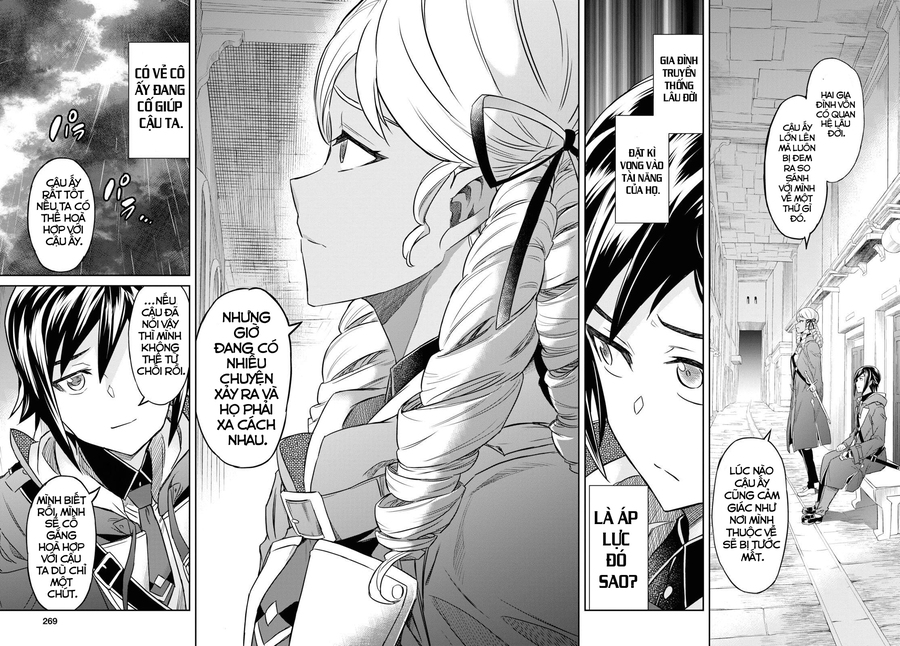 HAI GIA
ĐÌNH VỐN
CÓ QUAN
HỆ LÂU
ĐỜI.
CẬU ẤY
LỚN LÊN
MÀ LUÔN
BỊ ĐEM
RA SO
SÁNH
VỚI MÌNH
VỀ MỘT
THỨ GÌ
ĐÓ.
LÚC NÀO
CẬU ẤY
CŨNG CẢM
GIÁC NHƯ
NƠI MÌNH
THUỘC VỀ
SẼ BỊ TƯỚC
MẤT.
GIA ĐÌNH
TRUYỀN
THỐNG
LÂU ĐỜI
ĐẶT KÌ
VỌNG VÀO
TÀI NĂNG
CỦA HỌ.
LÀ ÁP
LỰC
ĐÓ
SAO?
NHƯNG
GIỜ
ĐANG CÓ
NHIỀU
CHUYỆN
XẢY RA VÀ
HỌ PHẢI
XA CÁCH
NHAU.
CÓ VẺ CÔ
ẤY ĐANG
CỐ GIÚP
CẬU TA.
CẬU ẤY
RẤT TỐT
NẾU TA CÓ
THỂ HOÀ
HỢP VỚI
CẬU ẤY.
パラ
パラ
...NẾU
CẬU ĐÃ
NÓI VẬY
THÌ MÌNH
KHÔNG
THỂ TỪ
CHỐI RỒI.
MÌNH BIẾT
RỒI, MÌNH
SẼ CỐ
GẮNG
HOÀ HỢP
VỚI CẬU
TA DÙ CHỈ
MỘT
CHÚT.
269